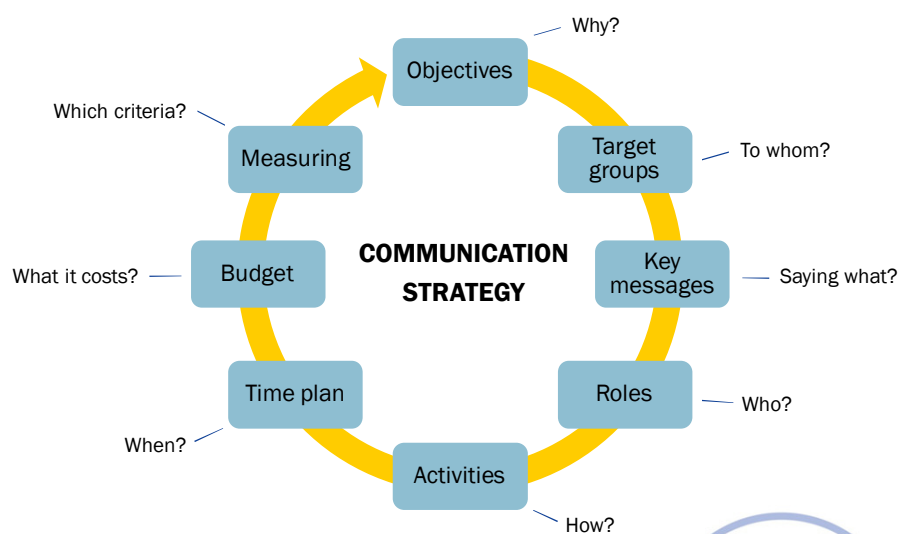 Why?
Objectives
Which criteria?
Measuring
Target
groups
To whom?
COMMUNICATION
STRATEGY
What it costs?
Budget
Key
messages
Saying what?
Time plan
Roles
Who?
When?
Activities
How?